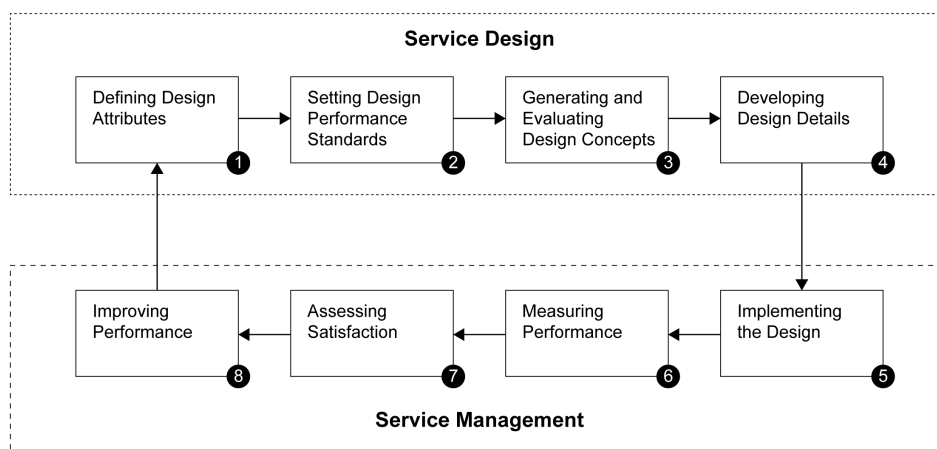 Service Design
Defining Design
Attributes
1
Setting Design
Performance
Standards
2
Generating and
Evaluating
Design Concepts
3
Developing
Design Details
4
Improving
Performance
8
Assessing
Satisfaction
7
Measuring
Performance
6
Implementing
the Design
5
Service Management